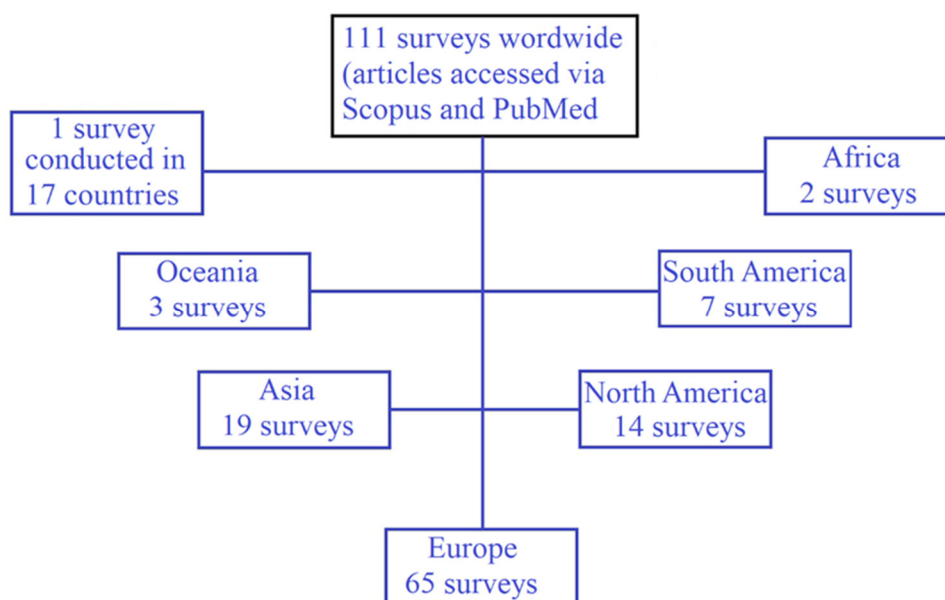 111 surveys wordwide
(articles accessed via
Scopus and PubMed
1 survey
conducted in
17 countries
Africa
2 surveys
Oceania
3 surveys
South America
7 surveys
Asia
19 surveys
North America
14 surveys
Europe
65 surveys